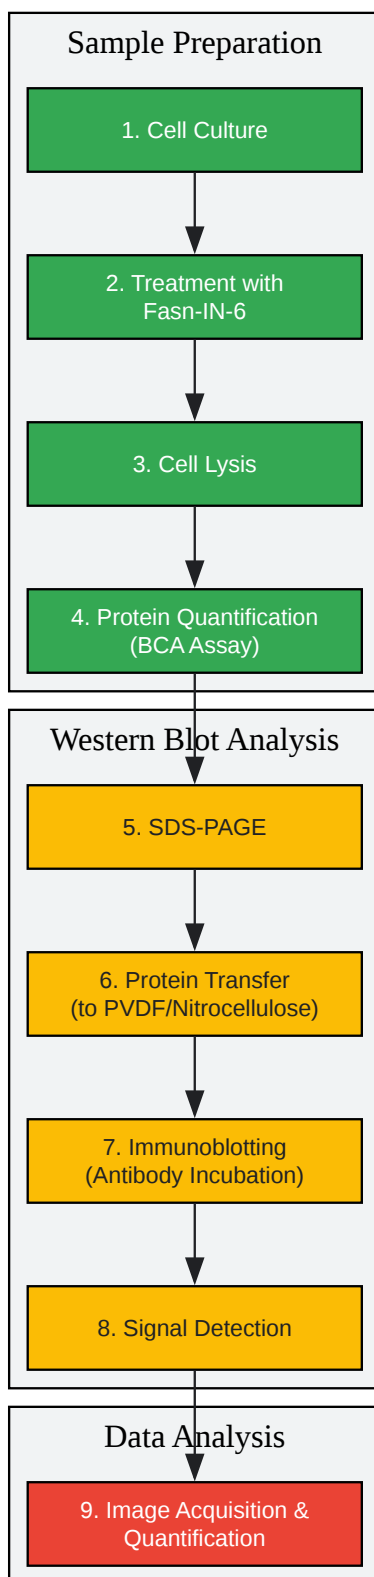 Sample Preparation
1. Cell Culture
2. Treatment with
Fasn-IN-6
3. Cell Lysis
4. Protein Quantification
(BCA Assay)
Western Blot Analysis
5. SDS-PAGE
6. Protein Transfer
(to PVDF/Nitrocellulose)
7. Immunoblotting
(Antibody Incubation)
8. Signal Detection
Data Analysis
9. Image Acquisition &
Quantification